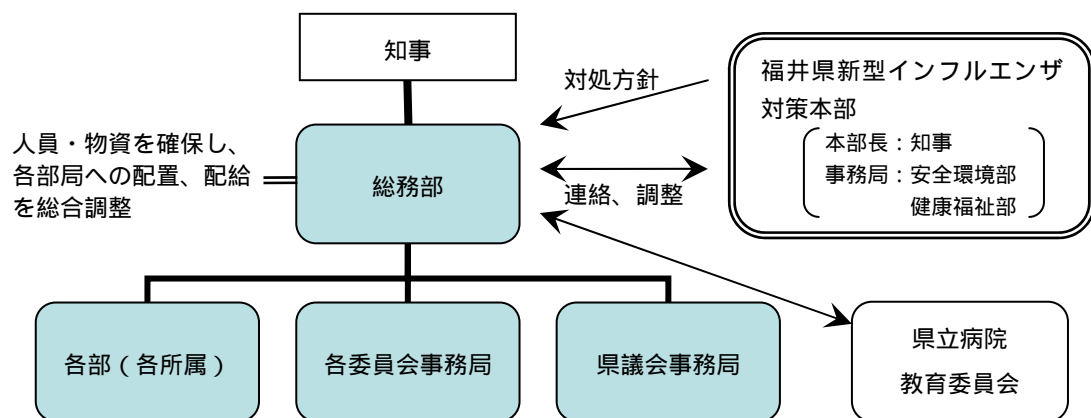 知事
福井県新型インフルエンザ
対策本部
本部長：知事
事務局：安全環境部
健康福祉部
対処方針
人員・物資を確保し、
各部局への配置、配給
を総合調整
総務部
連絡、調整
各部（各所属）
各委員会事務局
県議会事務局
県立病院
教育委員会